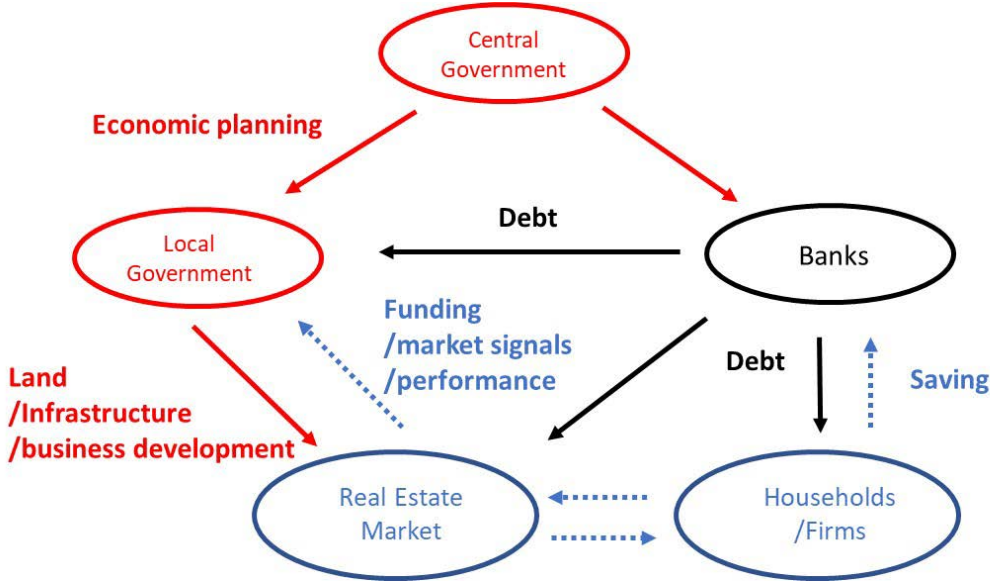 Central
Government
Economic planning
Debt
Local
Government
Banks
Funding
/market signals
/performance
Debt
Saving
Land
/Infrastructure
/business development
Real Estate
Market
Households
/Firms